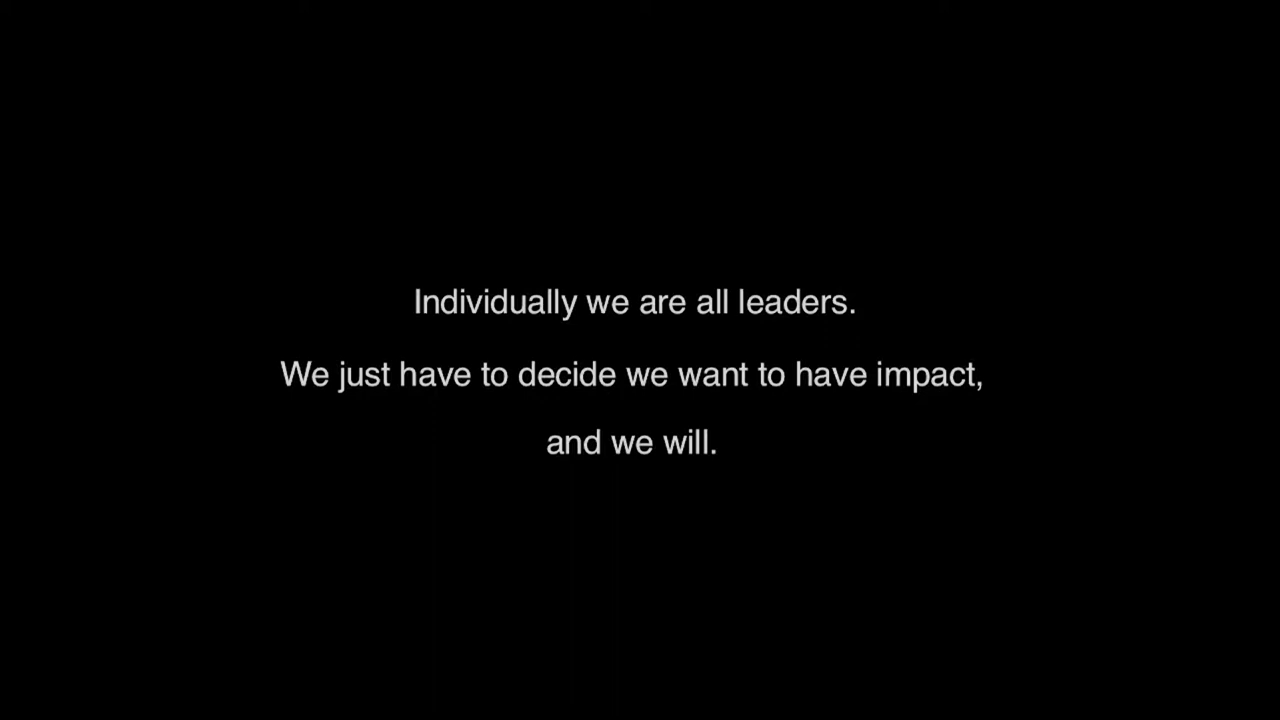 Individually we are all leaders.
We just have to decide we want to have impact,
and we will.